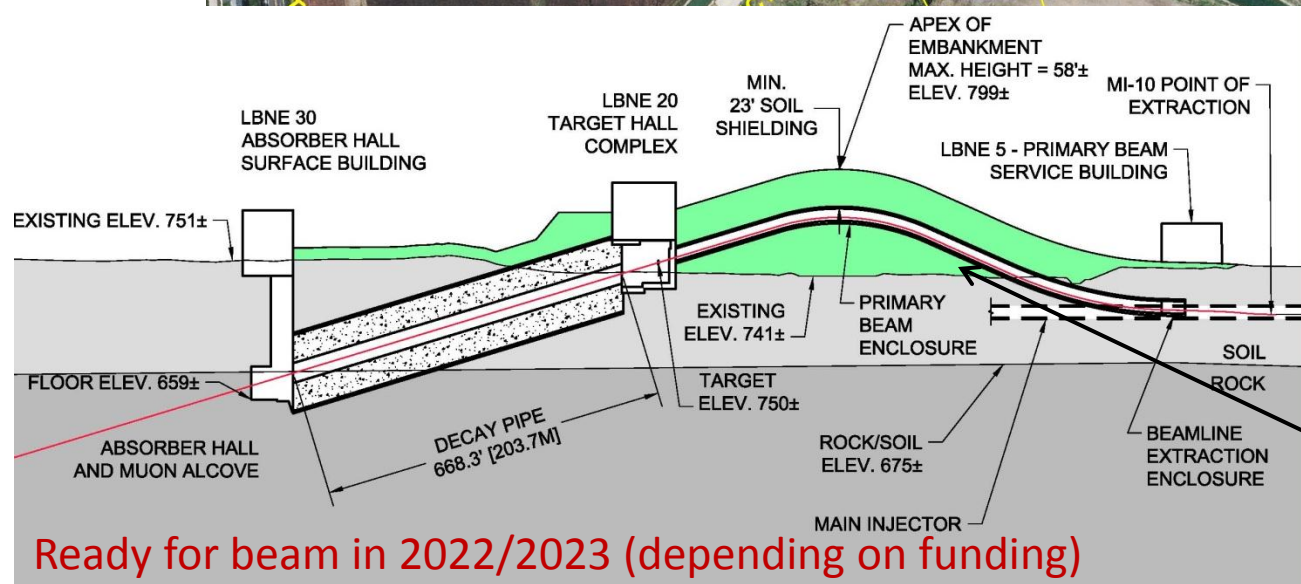 APEX OF
EMBANKMENT
MAX. HEIGHT = 58'±
ELEV. 799±
MIN.
23' SOIL
SHIELDING
MI-10 POINT OF
EXTRACTION
LBNE 20
TARGET HALL
COMPLEX
LBNE 30
ABSORBER HALL
SURFACE BUILDING
LBNE 5 - PRIMARY BEAM
SERVICE BUILDING
EXISTING ELEV. 751±
EXISTING
ELEV. 741±
PRIMARY
BEAM
ENCLOSURE
SOIL
ROCK
FLOOR ELEV. 659±
TARGET
ELEV. 750±
DECAY PIPE
668.3' [203.7M]
ABSORBER HALL
AND MUON ALCOVE
ROCK/SOIL
ELEV. 675±
BEAMLINE
EXTRACTION
ENCLOSURE
MAIN INJECTOR
Ready for beam in 2022/2023 (depending on funding)